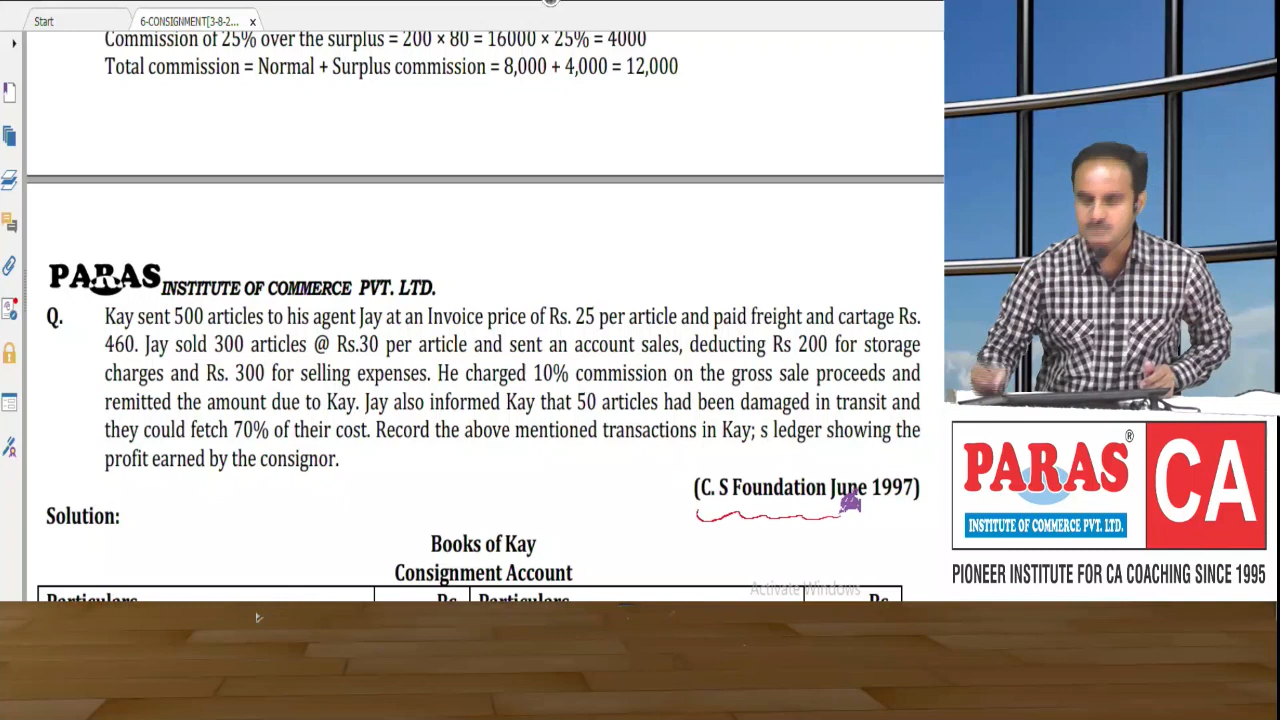 Start
6-CONSIGNMENT[3-8-2... x
Commission of 25% over the surplus = 200 × 80 = 16000 × 25% = 4000
Total commission = Normal + Surplus commission = 8,000 + 4,000 = 12,000
PARAS INSTITUTE OF COMMERCE PVT. LTD.
Q. Kay sent 500 articles to his agent Jay at an Invoice price of Rs. 25 per article and paid freight and cartage Rs.
460. Jay sold 300 articles @ Rs.30 per article and sent an account sales, deducting Rs 200 for storage
charges and Rs. 300 for selling expenses. He charged 10% commission on the gross sale proceeds and
remitted the amount due to Kay. Jay also informed Kay that 50 articles had been damaged in transit and
they could fetch 70% of their cost. Record the above mentioned transactions in Kay; s ledger showing the
profit earned by the consignor.
(C. S Foundation June 1997)
Solution:
Books of Kay
Consignment Account
Particulars Rs Particulars Rs
Activate Windows
PARAS®
INSTITUTE OF COMMERCE PVT. LTD.
CA
PIONEER INSTITUTE FOR CA COACHING SINCE 1995